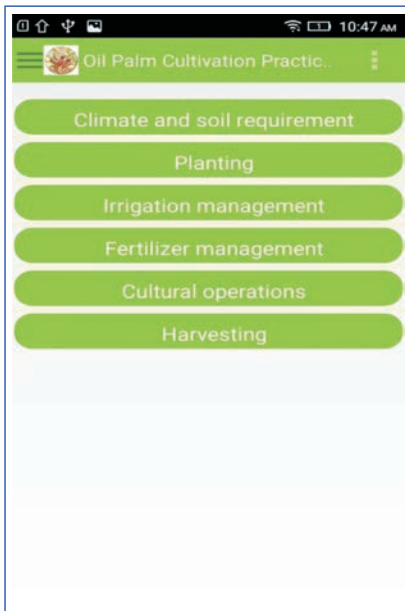 10:47 AM
Oil Palm Cultivation Practic..
Climate and soil requirement
Planting
Irrigation management
Fertilizer management
Cultural operations
Harvesting